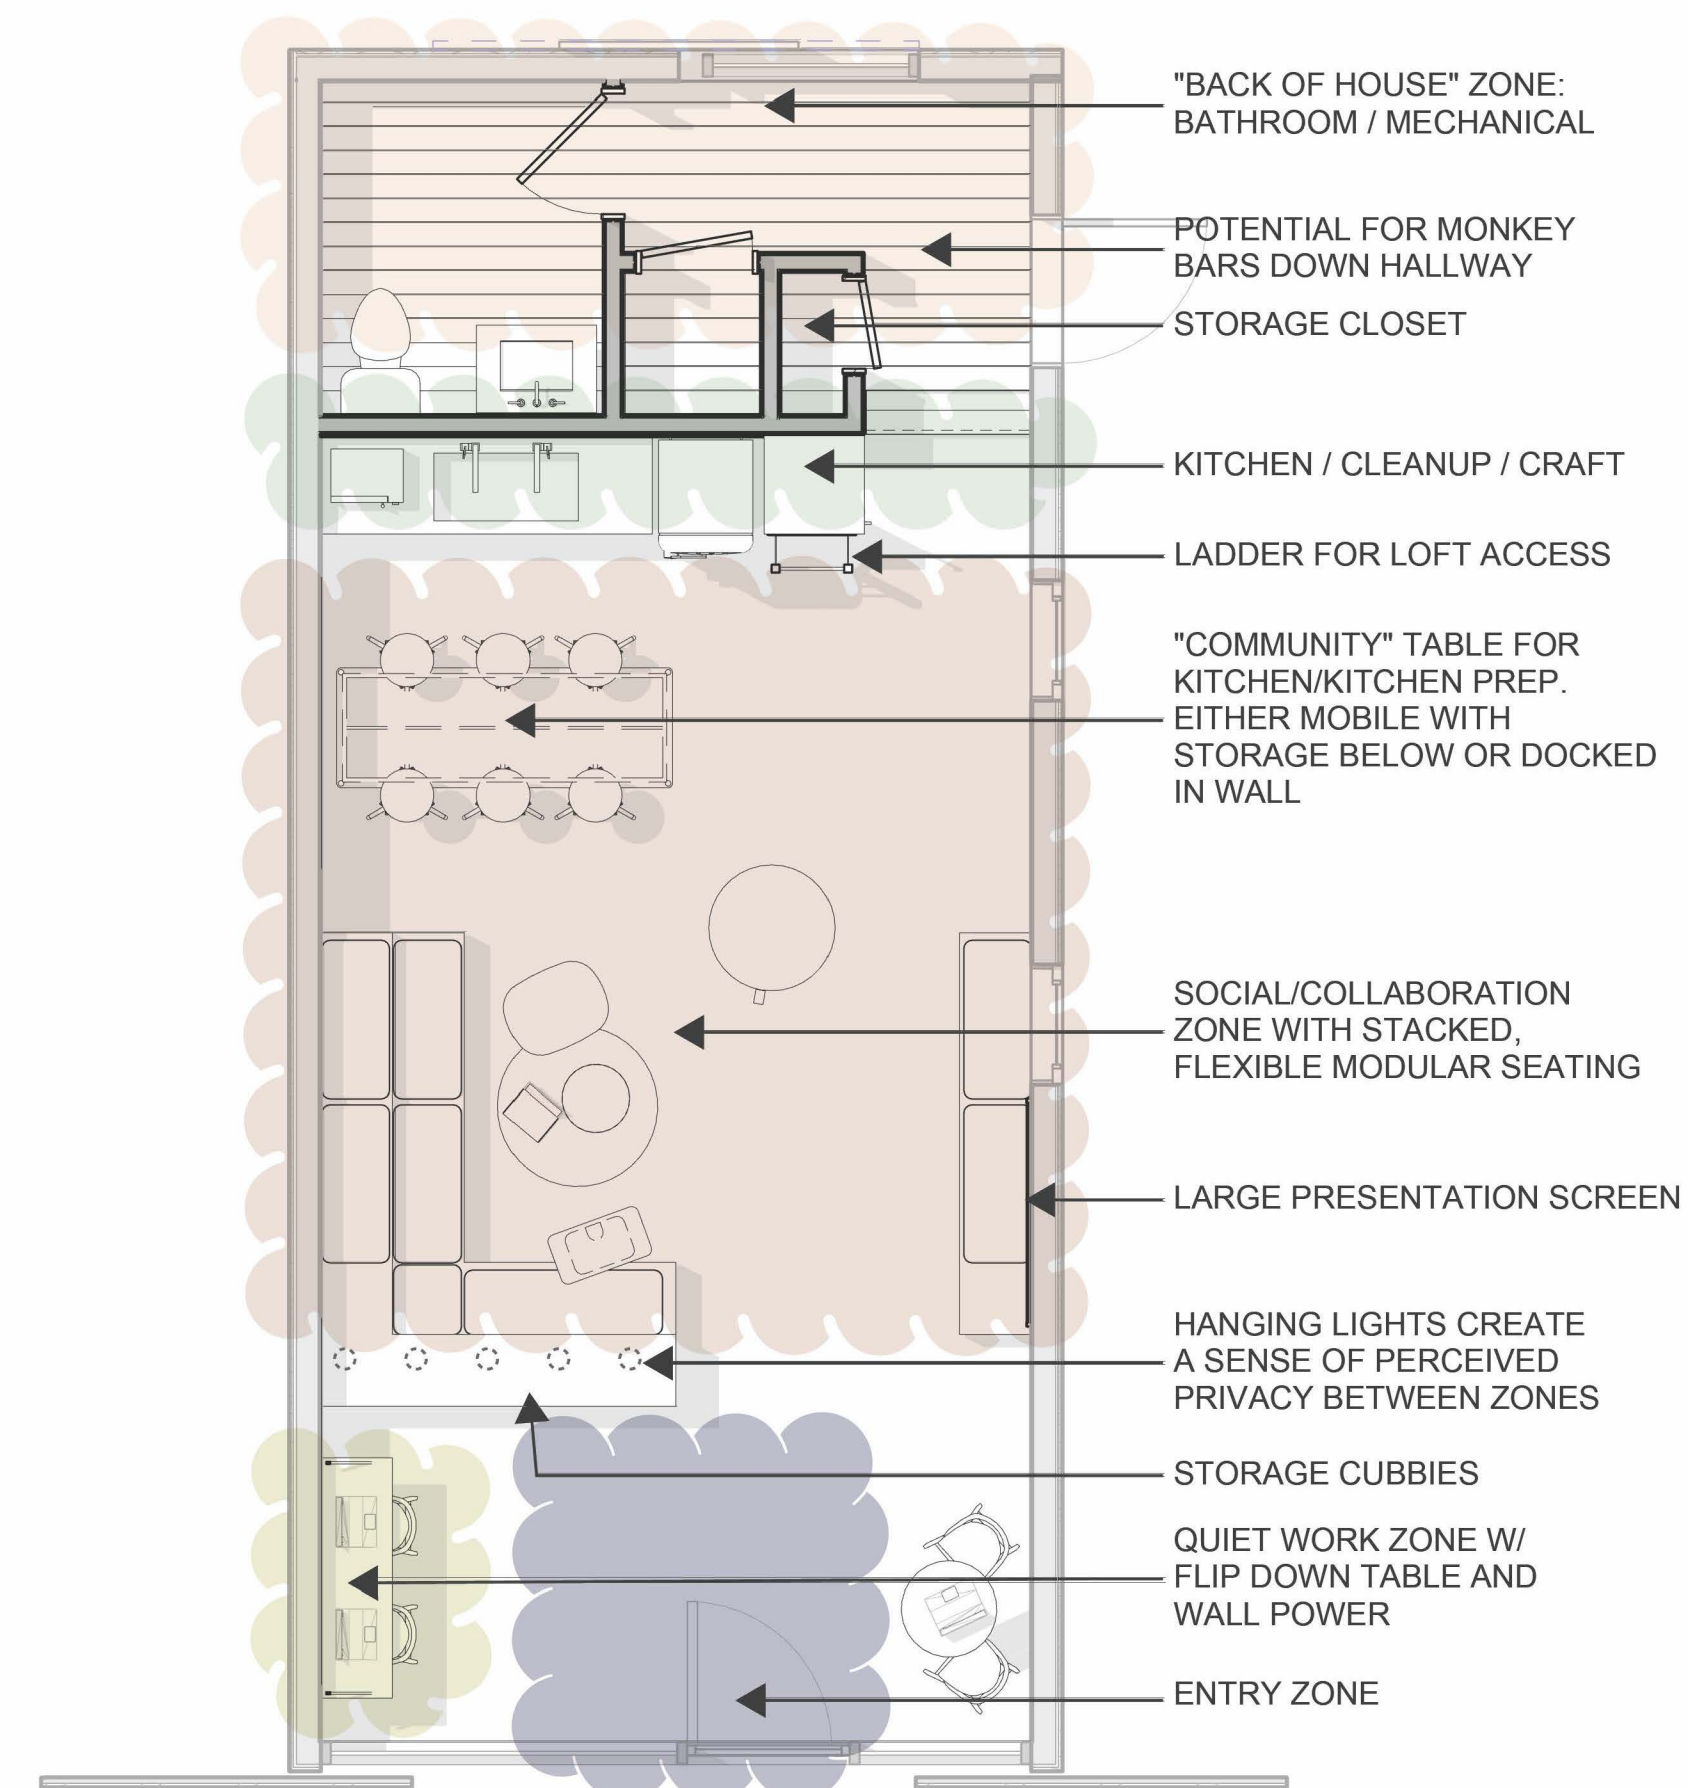 "BACK OF HOUSE" ZONE:
BATHROOM / MECHANICAL
POTENTIAL FOR MONKEY
BARS DOWN HALLWAY
STORAGE CLOSET
KITCHEN / CLEANUP / CRAFT
LADDER FOR LOFT ACCESS
"COMMUNITY" TABLE FOR
KITCHEN/KITCHEN PREP.
EITHER MOBILE WITH
STORAGE BELOW OR DOCKED
IN WALL
SOCIAL/COLLABORATION
ZONE WITH STACKED,
FLEXIBLE MODULAR SEATING
LARGE PRESENTATION SCREEN
HANGING LIGHTS CREATE
A SENSE OF PERCEIVED
PRIVACY BETWEEN ZONES
STORAGE CUBBIES
QUIET WORK ZONE W/
FLIP DOWN TABLE AND
WALL POWER
ENTRY ZONE